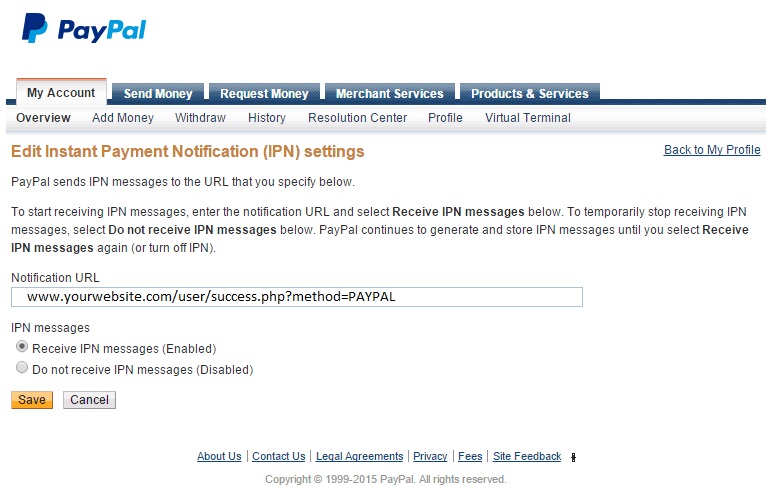 PayPal
My Account Send Money Request Money Merchant Services Products & Services
Overview Add Money Withdraw History Resolution Center Profile Virtual Terminal
Edit Instant Payment Notification (IPN) settings
Back to My Profile
PayPal sends IPN messages to the URL that you specify below.
To start receiving IPN messages, enter the notification URL and select Receive IPN messages below. To temporarily stop receiving IPN
messages, select Do not receive IPN messages below. PayPal continues to generate and store IPN messages until you select Receive
IPN messages again (or turn off IPN).
Notification URL
www.yourwebsite.com/user/success.php?method=PAYPAL
IPN messages
Receive IPN messages (Enabled)
Do not receive IPN messages (Disabled)
Save Cancel
About Us | Contact Us | Legal Agreements | Privacy | Fees | Site Feedback
Copyright © 1999-2015 PayPal. All rights reserved.